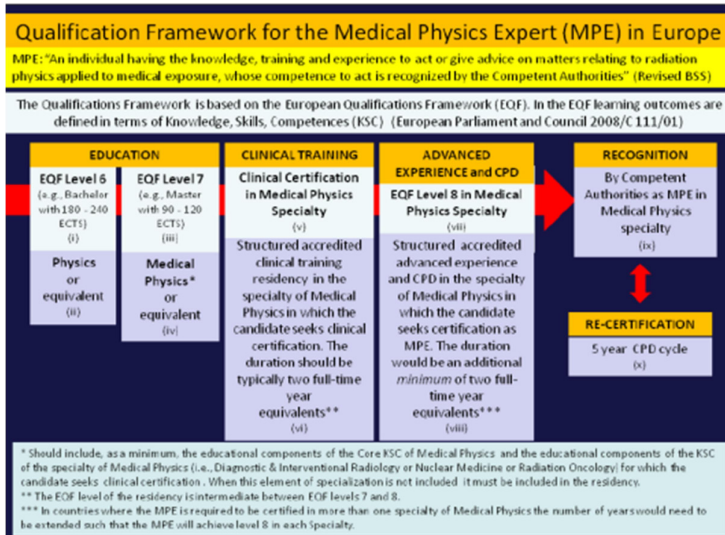 Qualification Framework for the Medical Physics Expert (MPE) in Europe
MPE: "An individual having the knowledge, training and experience to act or give advice on matters relating to radiation
physics applied to medical exposure, whose competence to act is recognized by the Competent Authorities" (Revised BSS)
The Qualifications Framework is based on the European Qualifications Framework (EQF). In the EQF learning outcomes are
defined in terms of Knowledge, Skills, Competences (KSC) (European Parliament and Council 2008/C 111/01)
EDUCATION
EQF Level 6
(e.g., Bachelor
with 180 - 240
ECTS)
(i)
Physics
or
equivalent
(ii)
EQF Level 7
(e.g., Master
with 90 - 120
ECTS)
(iii)
Medical
Physics*
or
equivalent
(iv)
CLINICAL TRAINING
Clinical Certification
in Medical Physics
Specialty
(v)
Structured accredited
clinical training
residency in the
specialty of Medical
Physics in which the
candidate seeks clinical
certification. The
duration should be
typically two full-time
year
equivalents**
(vi)
ADVANCED
EXPERIENCE and CPD
EQF Level 8 in Medical
Physics Specialty
(vii)
Structured accredited
advanced experience
and CPD in the specialty
of Medical Physics in
which the candidate
seeks certification as
MPE. The duration
would be an additional
minimum of two full-
time year
equivalents***
(viii)
RECOGNITION
By Competent
Authorities as MPE in
Medical Physics
specialty
(ix)
RE-CERTIFICATION
5 year CPD cycle
(x)
* Should include, as a minimum, the educational components of the Core KSC of Medical Physics and the educational components of the KSC
of the specialty of Medical Physics (i.e., Diagnostic & Interventional Radiology or Nuclear Medicine or Radiation Oncology) for which the
candidate seeks clinical certification. When this element of specialization is not included it must be included in the residency.
** The EQF level of the residency is intermediate between EQF levels 7 and 8.
*** In countries where the MPE is required to be certified in more than one specialty of Medical Physics the number of years would need to
be extended such that the MPE will achieve level 8 in each Specialty.